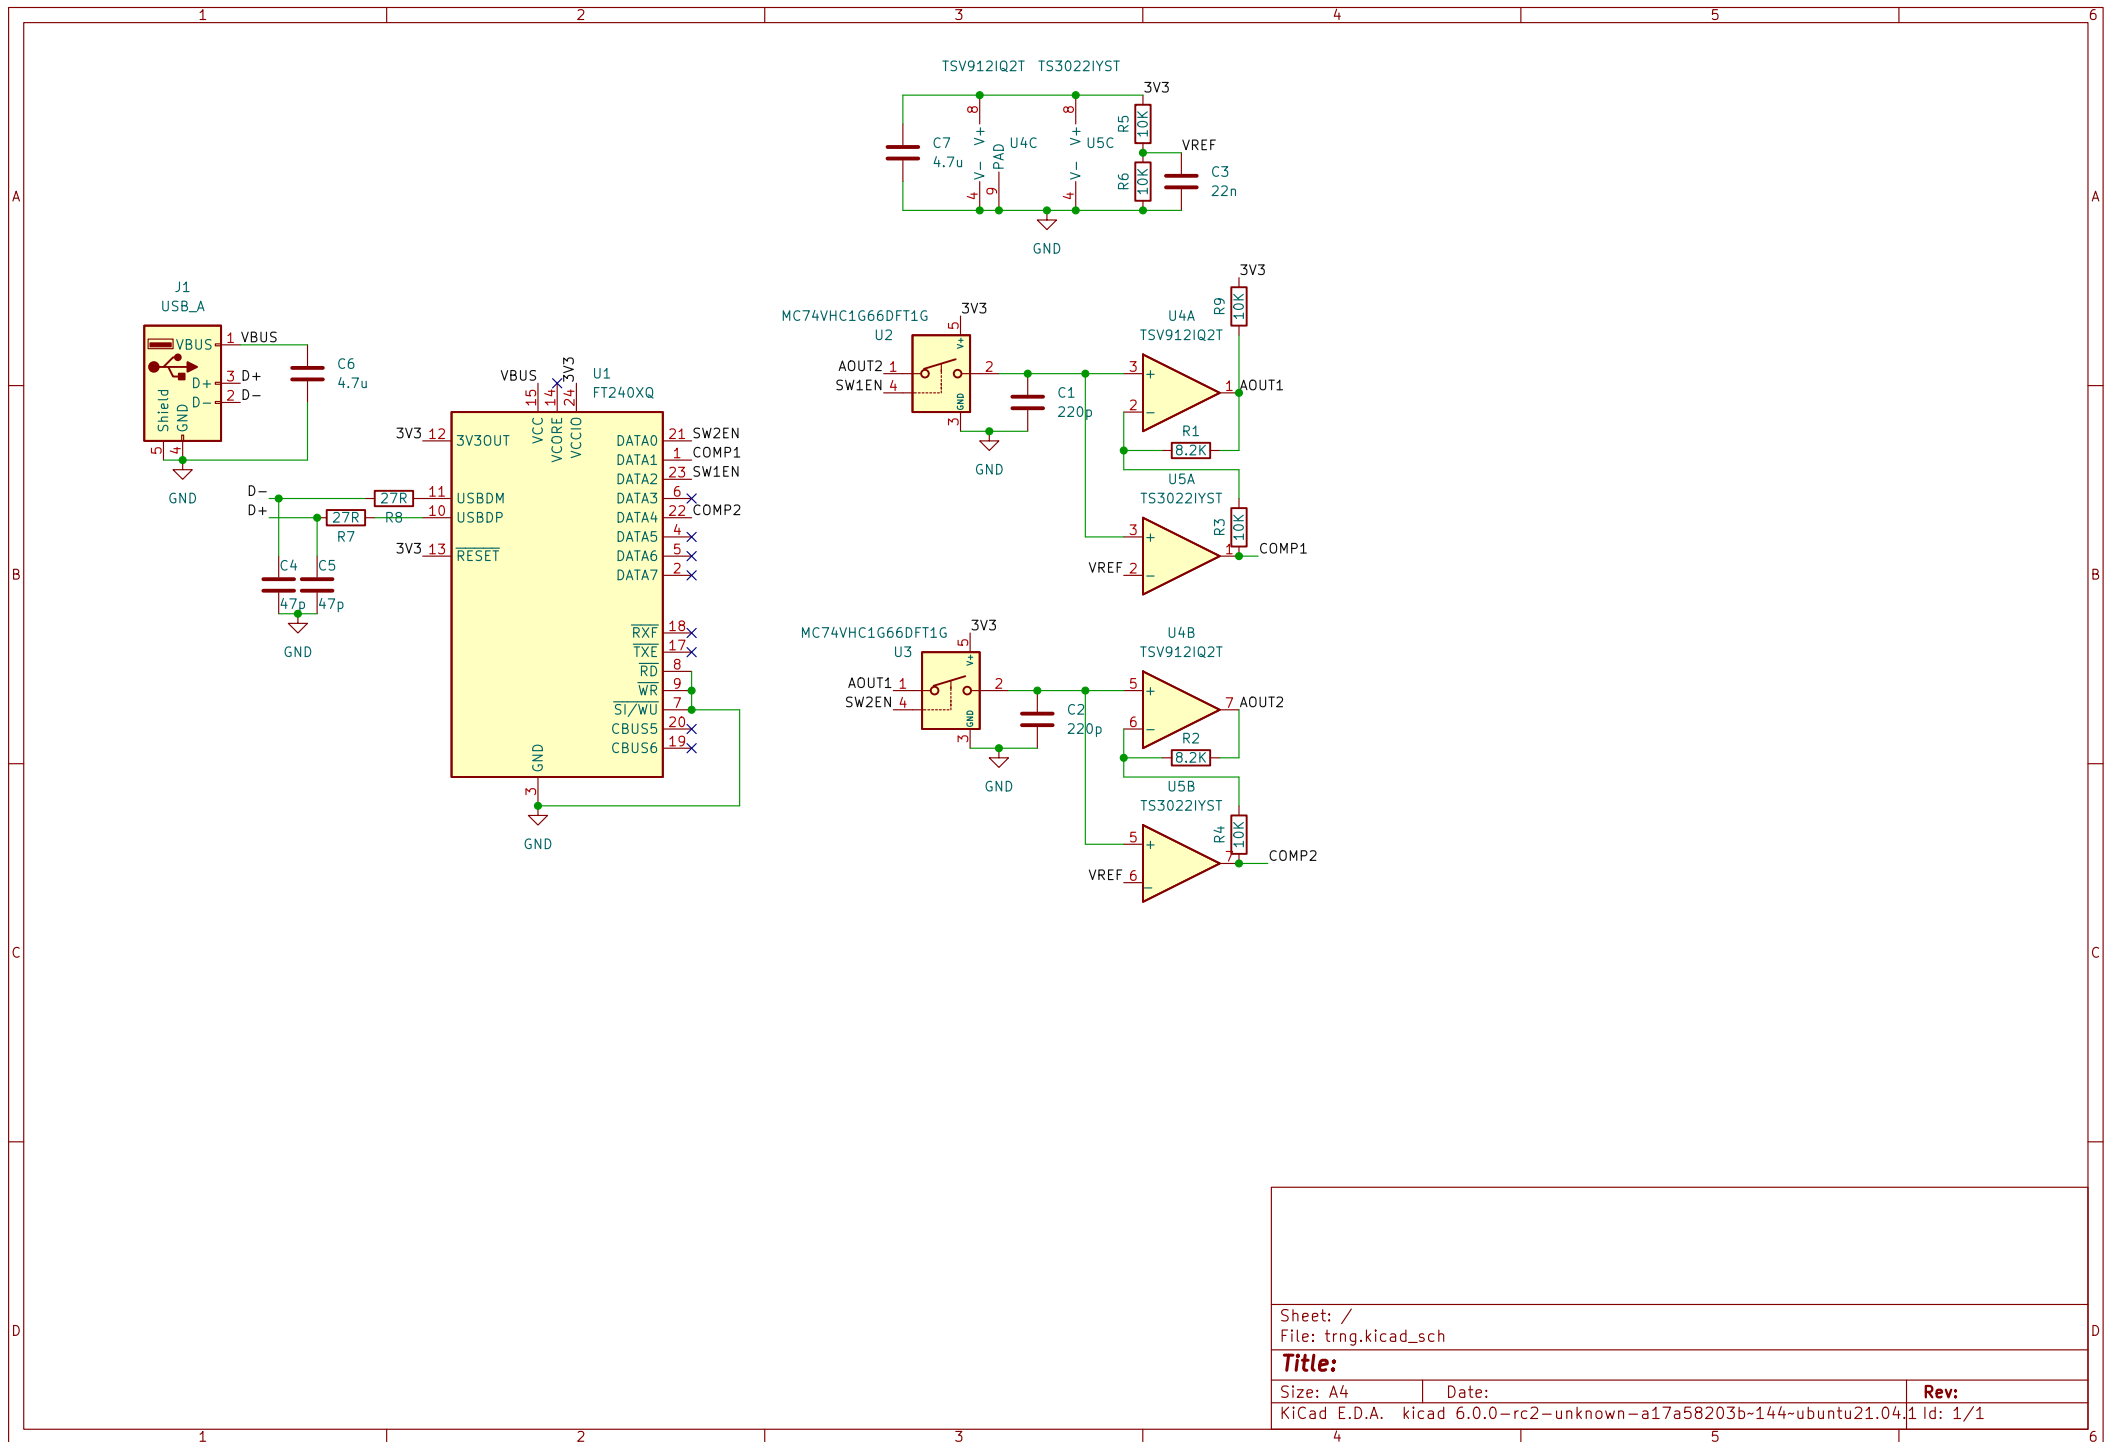 1 2 3 4 5 6
TSV912IQ2T TS3022IYST
3V3
8 8
R5 10K
C7 V+ U4C V+ U5C
4.7u V- PAD V- VREF
R6 10K C3
22n
4 9 4
A A
GND
J1
USB_A
VBUS 1 VBUS
D+ 3 D+
D- 2 D-
Shield GND
5 4
GND
C6
4.7u
MC74VHC1G66DFT1G 3V3
U2 5
V+
AOUT2 1 2
SW1EN 4
GND
3
GND
C1
220p
3V3
R9 10K
U4A
TSV912IQ2T
3 +
1 AOUT1
2 -
R1
8.2K
U5A
TS3022IYST
R3 10K
3 +
1 COMP1
VREF 2 -
VBUS 3V3 U1
15 14 24 FT240XQ
VCC VCORE VCCIO
3V3 12 3V3OUT
DATA0 21 SW2EN
DATA1 1 COMP1
DATA2 23 SW1EN
D- 27R 11 USBDM DATA3 6
D+ 27R R8 10 USBDP DATA4 22 COMP2
R7 DATA5 4
3V3 13 RESET DATA6 5
DATA7 2
C4 C5
47p 47p
GND
B B
RXF 18
TXE 17
RD 8
WR 9
SI/WU 7
CBUS5 20
CBUS6 19
GND
3
GND
MC74VHC1G66DFT1G 3V3
U3 5
V+
AOUT1 1 2
SW2EN 4
GND
3
GND
C2
220p
U4B
TSV912IQ2T
5 +
7 AOUT2
6 -
R2
8.2K
U5B
TS3022IYST
R4 10K
5 +
7 COMP2
VREF 6 -
C C
D D
Sheet: /
File: trng.kicad_sch
Title:
Size: A4 Date: Rev:
KiCad E.D.A. kicad 6.0.0-rc2-unknown-a17a58203b~144~ubuntu21.04.1 Id: 1/1
1 2 3 4 5 6